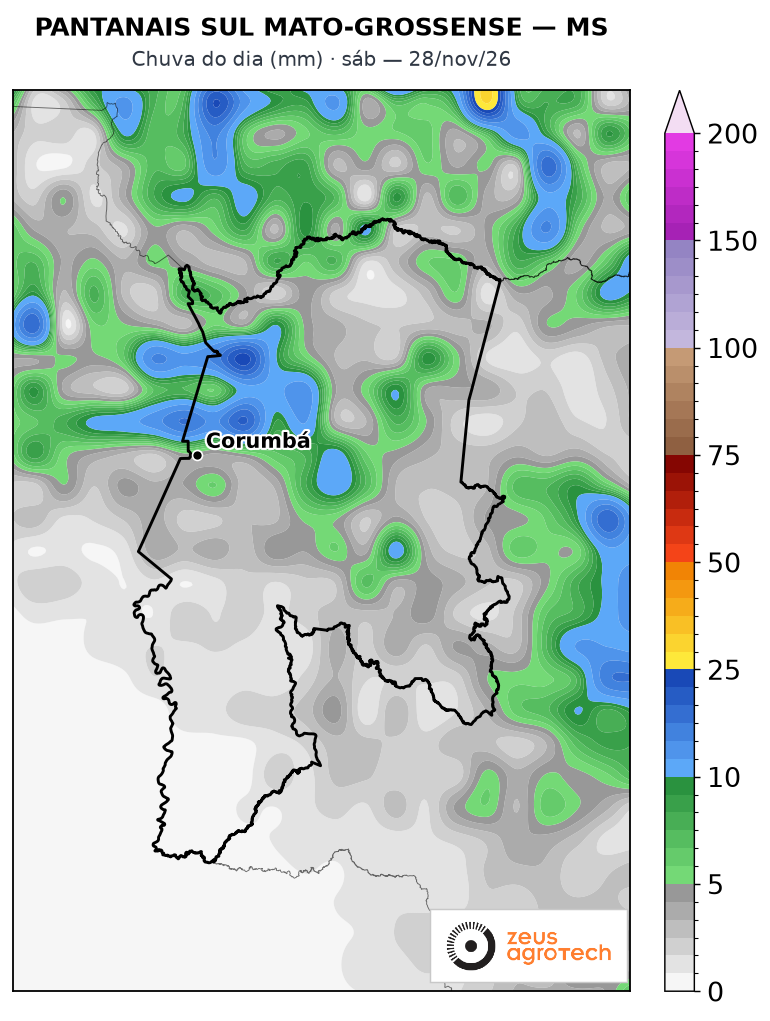 PANTANAIS SUL MATO-GROSSENSE — MS
Chuva do dia (mm) · sáb — 28/nov/26
200
150
100
75
50
25
10
5
0
Corumbá
zeus
agrotech